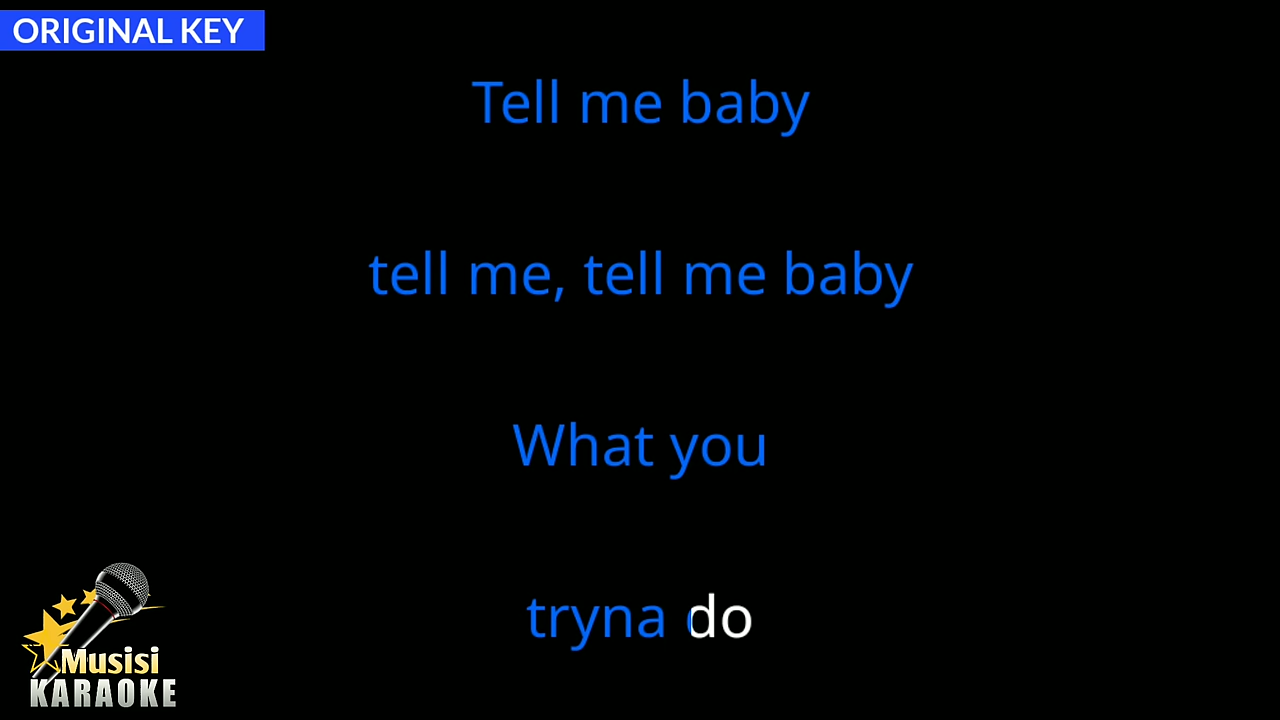 ORIGINAL KEY
Tell me baby
tell me, tell me baby
What you
tryna do
Musisi
KARAOKE